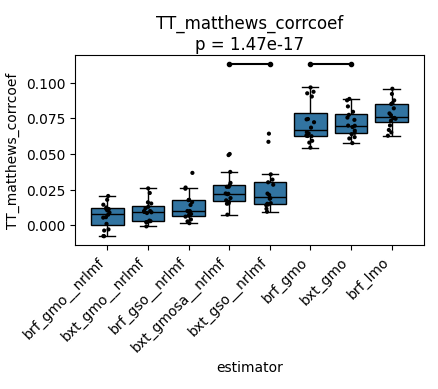 TT_matthews_corrcoef
p = 1.47e-17
TT_matthews_corrcoef
0.100
0.075
0.050
0.025
0.000
brf_gmo__nrlmf
bxt_gmo__nrlmf
brf_gso__nrlmf
bxt_gmosa__nrlmf
bxt_gso__nrlmf
brf_gmo
bxt_gmo
brf_lmo
estimator